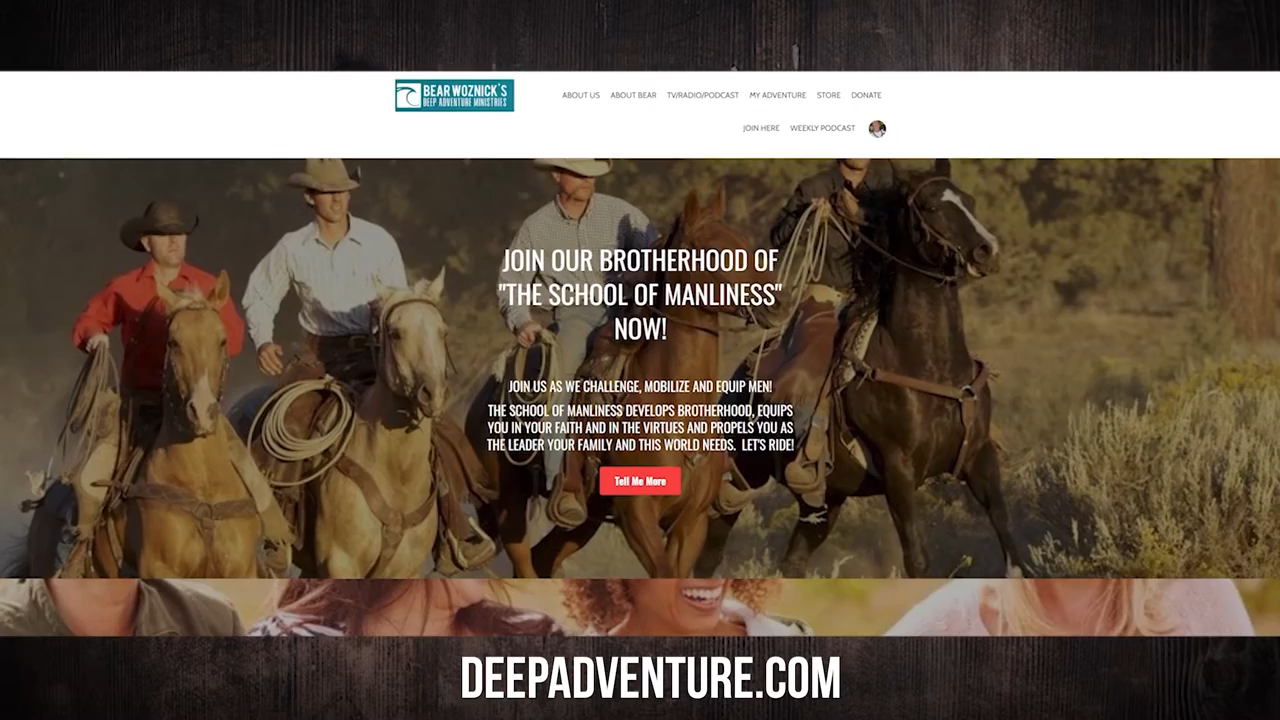 BEAR WOZNICK'S
DEEP ADVENTURE MINISTRIES
ABOUT US ABOUT BEAR TV/RADIO/PODCAST MY ADVENTURE STORE DONATE
JOIN HERE WEEKLY PODCAST
JOIN OUR BROTHERHOOD OF
"THE SCHOOL OF MANLINESS"
NOW!
JOIN US AS WE CHALLENGE, MOBILIZE AND EQUIP MEN!
THE SCHOOL OF MANLINESS DEVELOPS BROTHERHOOD, EQUIPS
YOU IN YOUR FAITH AND IN THE VIRTUES AND PROPELS YOU AS
THE LEADER YOUR FAMILY AND THIS WORLD NEEDS. LET'S RIDE!
Tell Me More
DEEPADVENTURE.COM